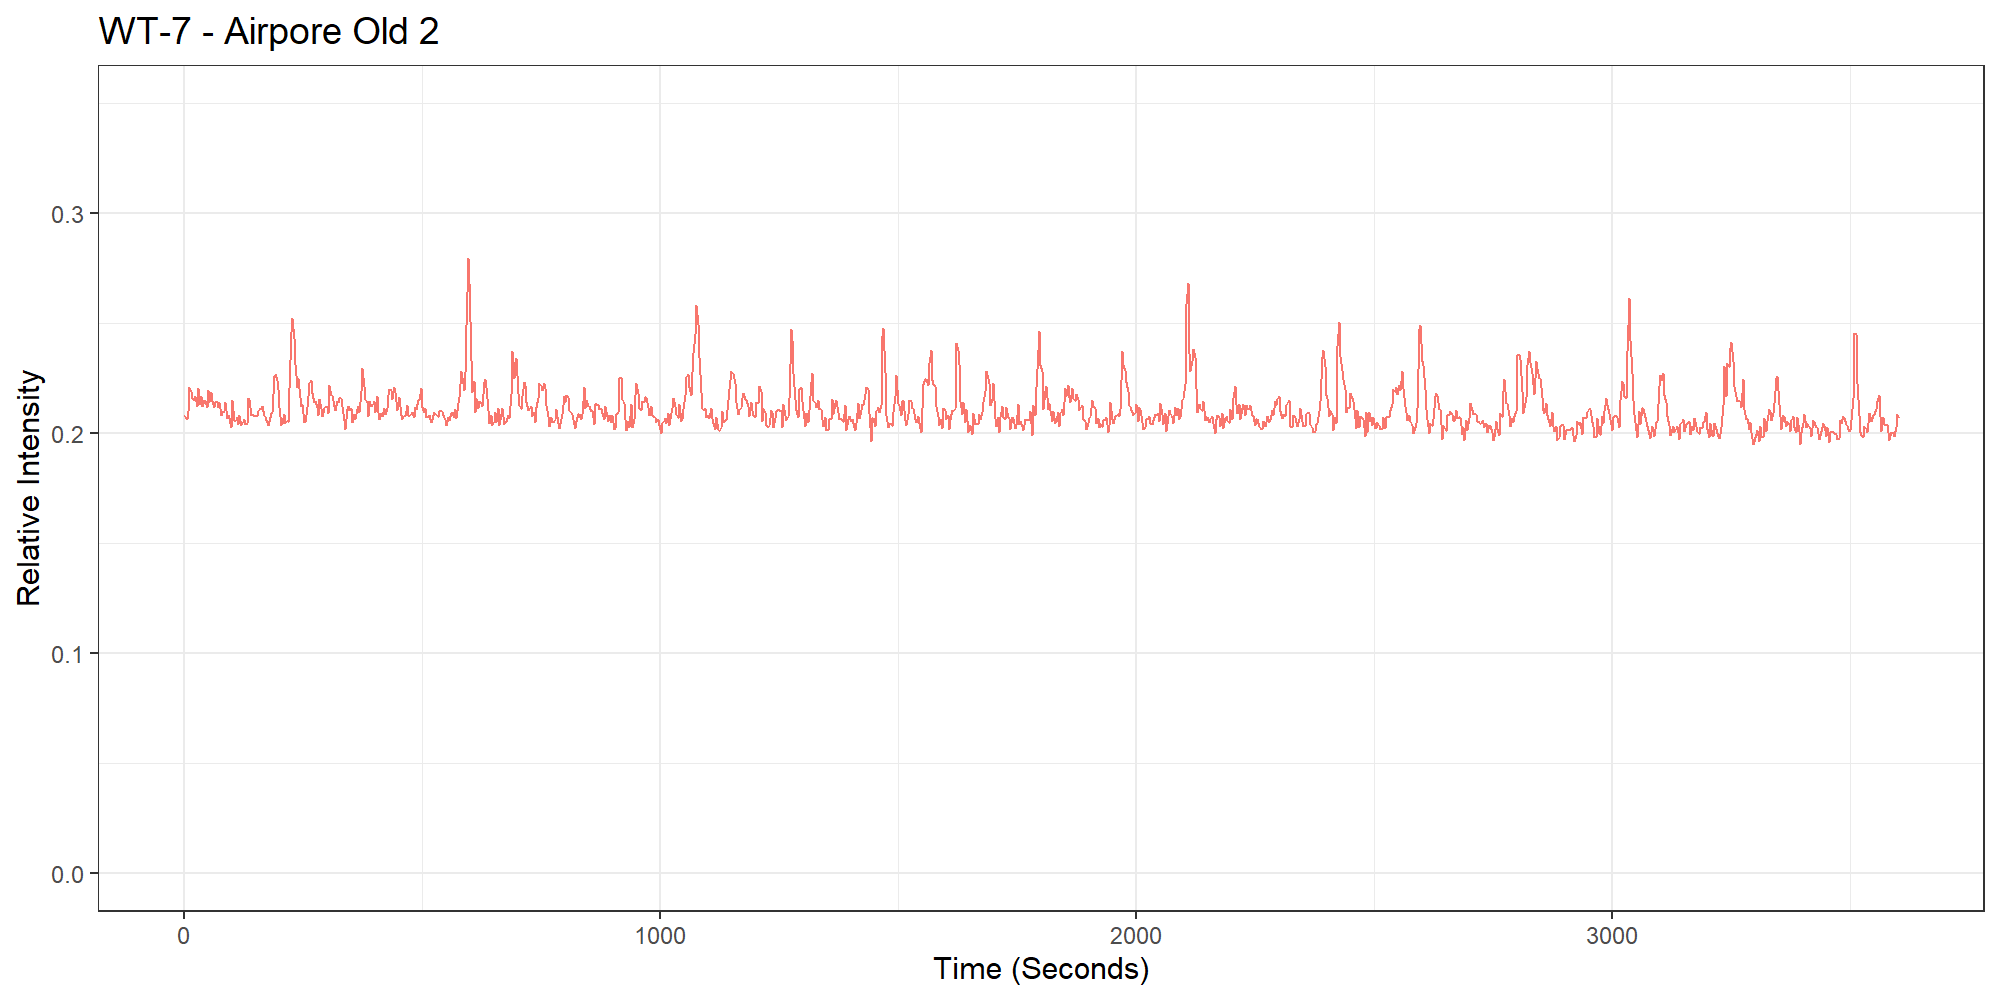 WT-7 - Airpore Old 2
Relative Intensity
0.3
0.2
0.1
0.0
0 1000 2000 3000
Time (Seconds)